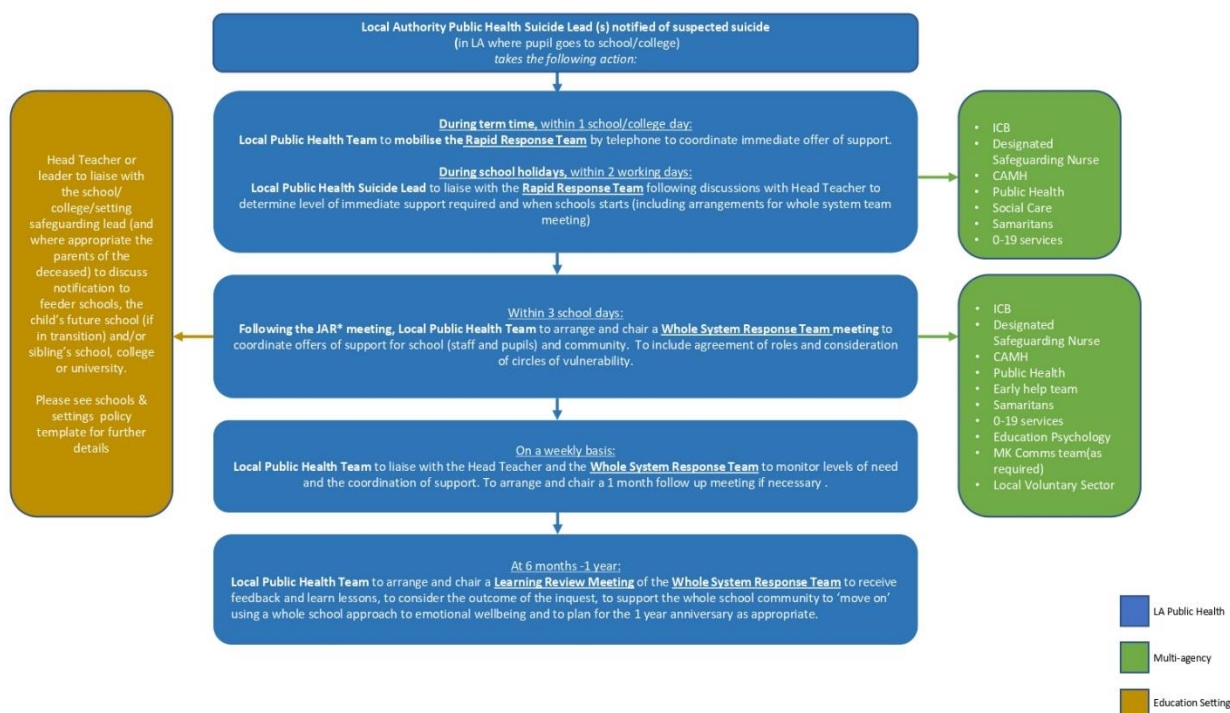 Local Authority Public Health Suicide Lead (s) notified of suspected suicide
(in LA where pupil goes to school/college)
takes the following action:
During term time, within 1 school/college day:
Local Public Health Team to mobilise the Rapid Response Team by telephone to coordinate immediate offer of support.
During school holidays, within 2 working days:
Local Public Health Suicide Lead to liaise with the Rapid Response Team following discussions with Head Teacher to
determine level of immediate support required and when schools starts (including arrangements for whole system team
meeting)
• ICB
• Designated
Safeguarding Nurse
• CAMH
• Public Health
• Social Care
• Samaritans
• 0-19 services
Head Teacher or
leader to liaise with
the school/
college/setting
safeguarding lead (and
where appropriate the
parents of the
deceased) to discuss
notification to
feeder schools, the
child's future school (if
in transition) and/or
sibling's school, college
or university.
Please see schools &
settings policy
template for further
details
Within 3 school days:
Following the JAR* meeting, Local Public Health Team to arrange and chair a Whole System Response Team meeting to
coordinate offers of support for school (staff and pupils) and community. To include agreement of roles and consideration
of circles of vulnerability.
• ICB
• Designated
Safeguarding Nurse
• CAMH
• Public Health
• Early help team
• Samaritans
• 0-19 services
• Education Psychology
• MK Comms team(as
required)
• Local Voluntary Sector
On a weekly basis:
Local Public Health Team to liaise with the Head Teacher and the Whole System Response Team to monitor levels of need
and the coordination of support. To arrange and chair a 1 month follow up meeting if necessary .
At 6 months -1 year:
Local Public Health Team to arrange and chair a Learning Review Meeting of the Whole System Response Team to receive
feedback and learn lessons, to consider the outcome of the inquest, to support the whole school community to 'move on'
using a whole school approach to emotional wellbeing and to plan for the 1 year anniversary as appropriate.
LA Public Health
Multi-agency
Education Setting